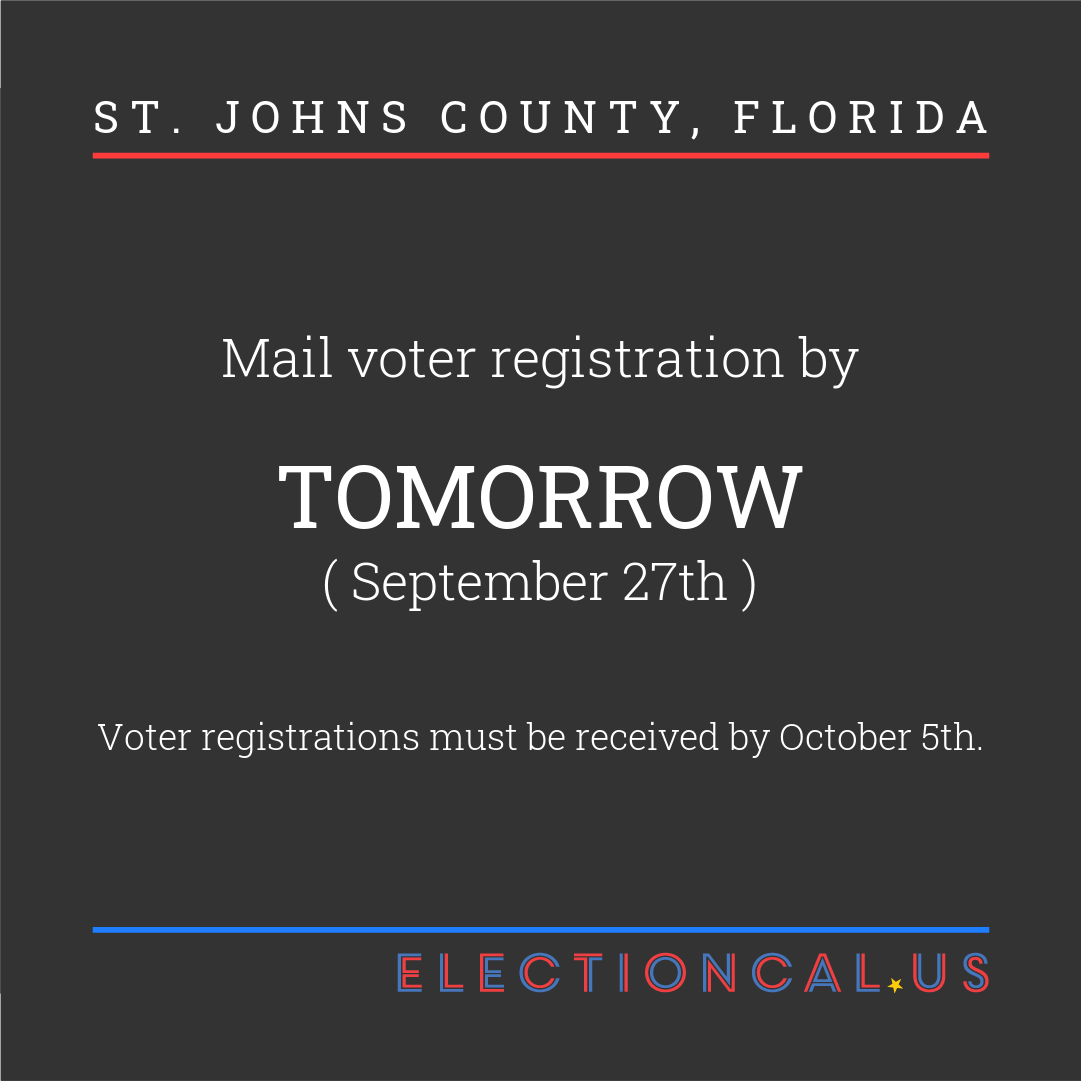 ST. JOHNS COUNTY, FLORIDA
Mail voter registration by
TOMORROW
( September 27th )
Voter registrations must be received by October 5th.
ELECTIONCAL.US